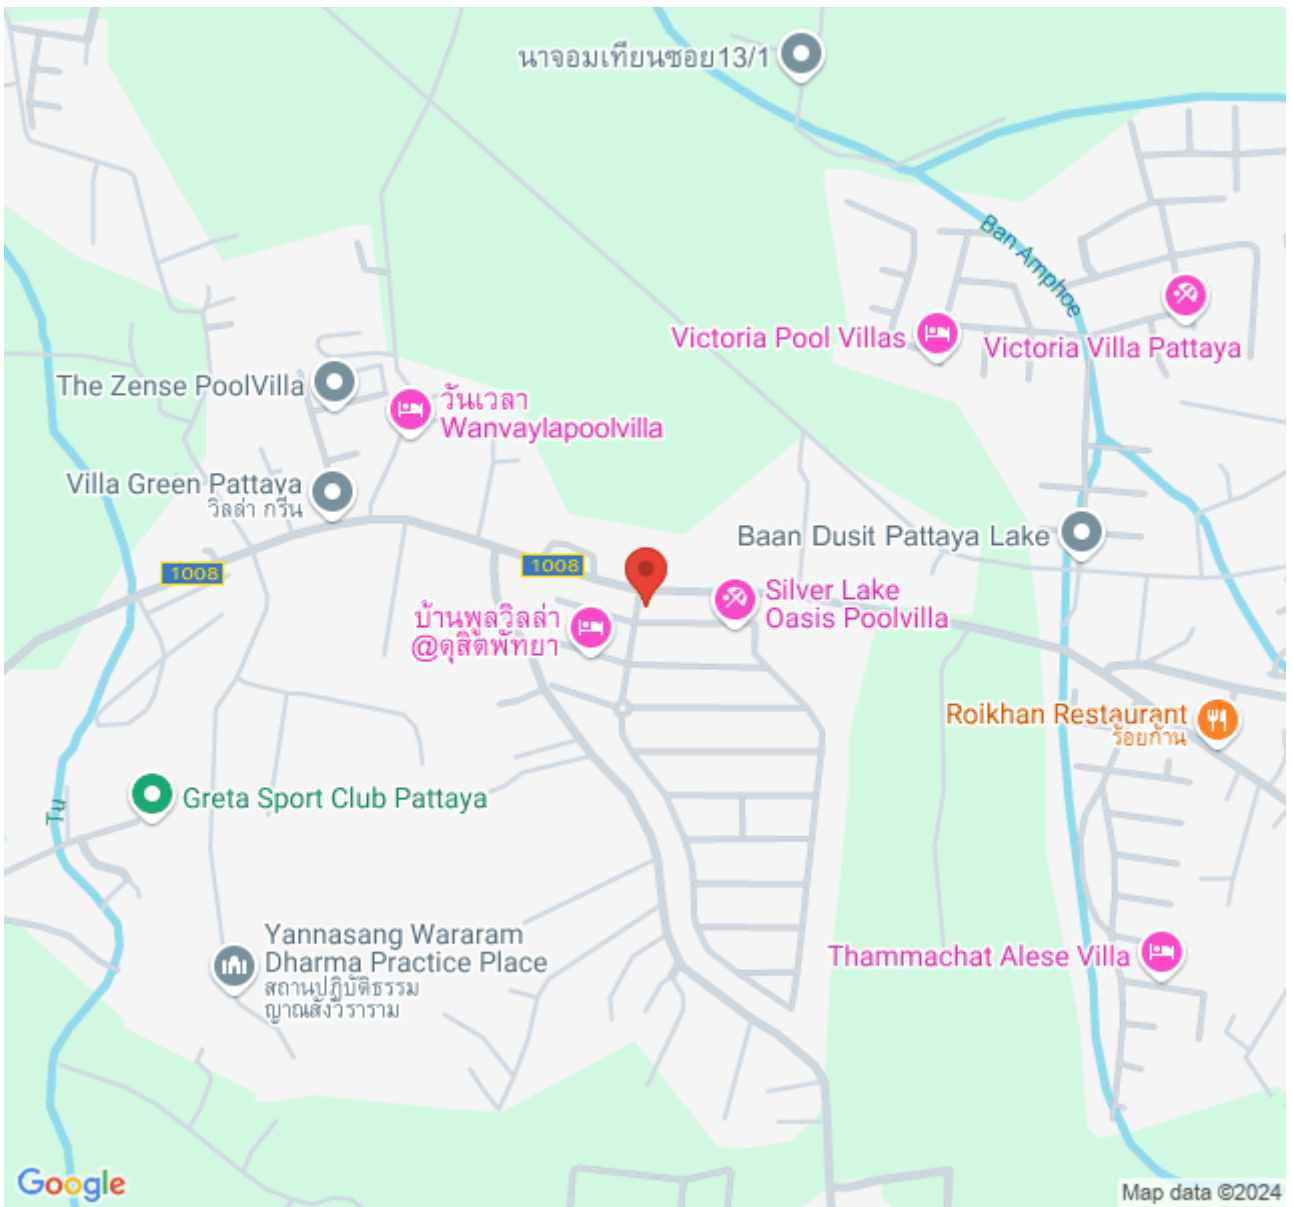 นาจอมเทียนซอย13/1
Ban Amphoe
Victoria Pool Villas
Victoria Villa Pattaya
The Zense PoolVilla
วันเวลา
Wanvaylapoolvilla
Villa Green Pattaya
วิลล่า กรีน
Baan Dusit Pattaya Lake
1008
1008
Silver Lake
Oasis Poolvilla
บ้านพูลวิลล่า
@ดุสิตพัทยา
Roikhan Restaurant
ร้อยก้าน
Greta Sport Club Pattaya
Tu
Yannasang Wararam
Dharma Practice Place
สถานปฏิบัติธรรม
ญาณสังวราราม
Thammachat Alese Villa
Google
Map data ©2024